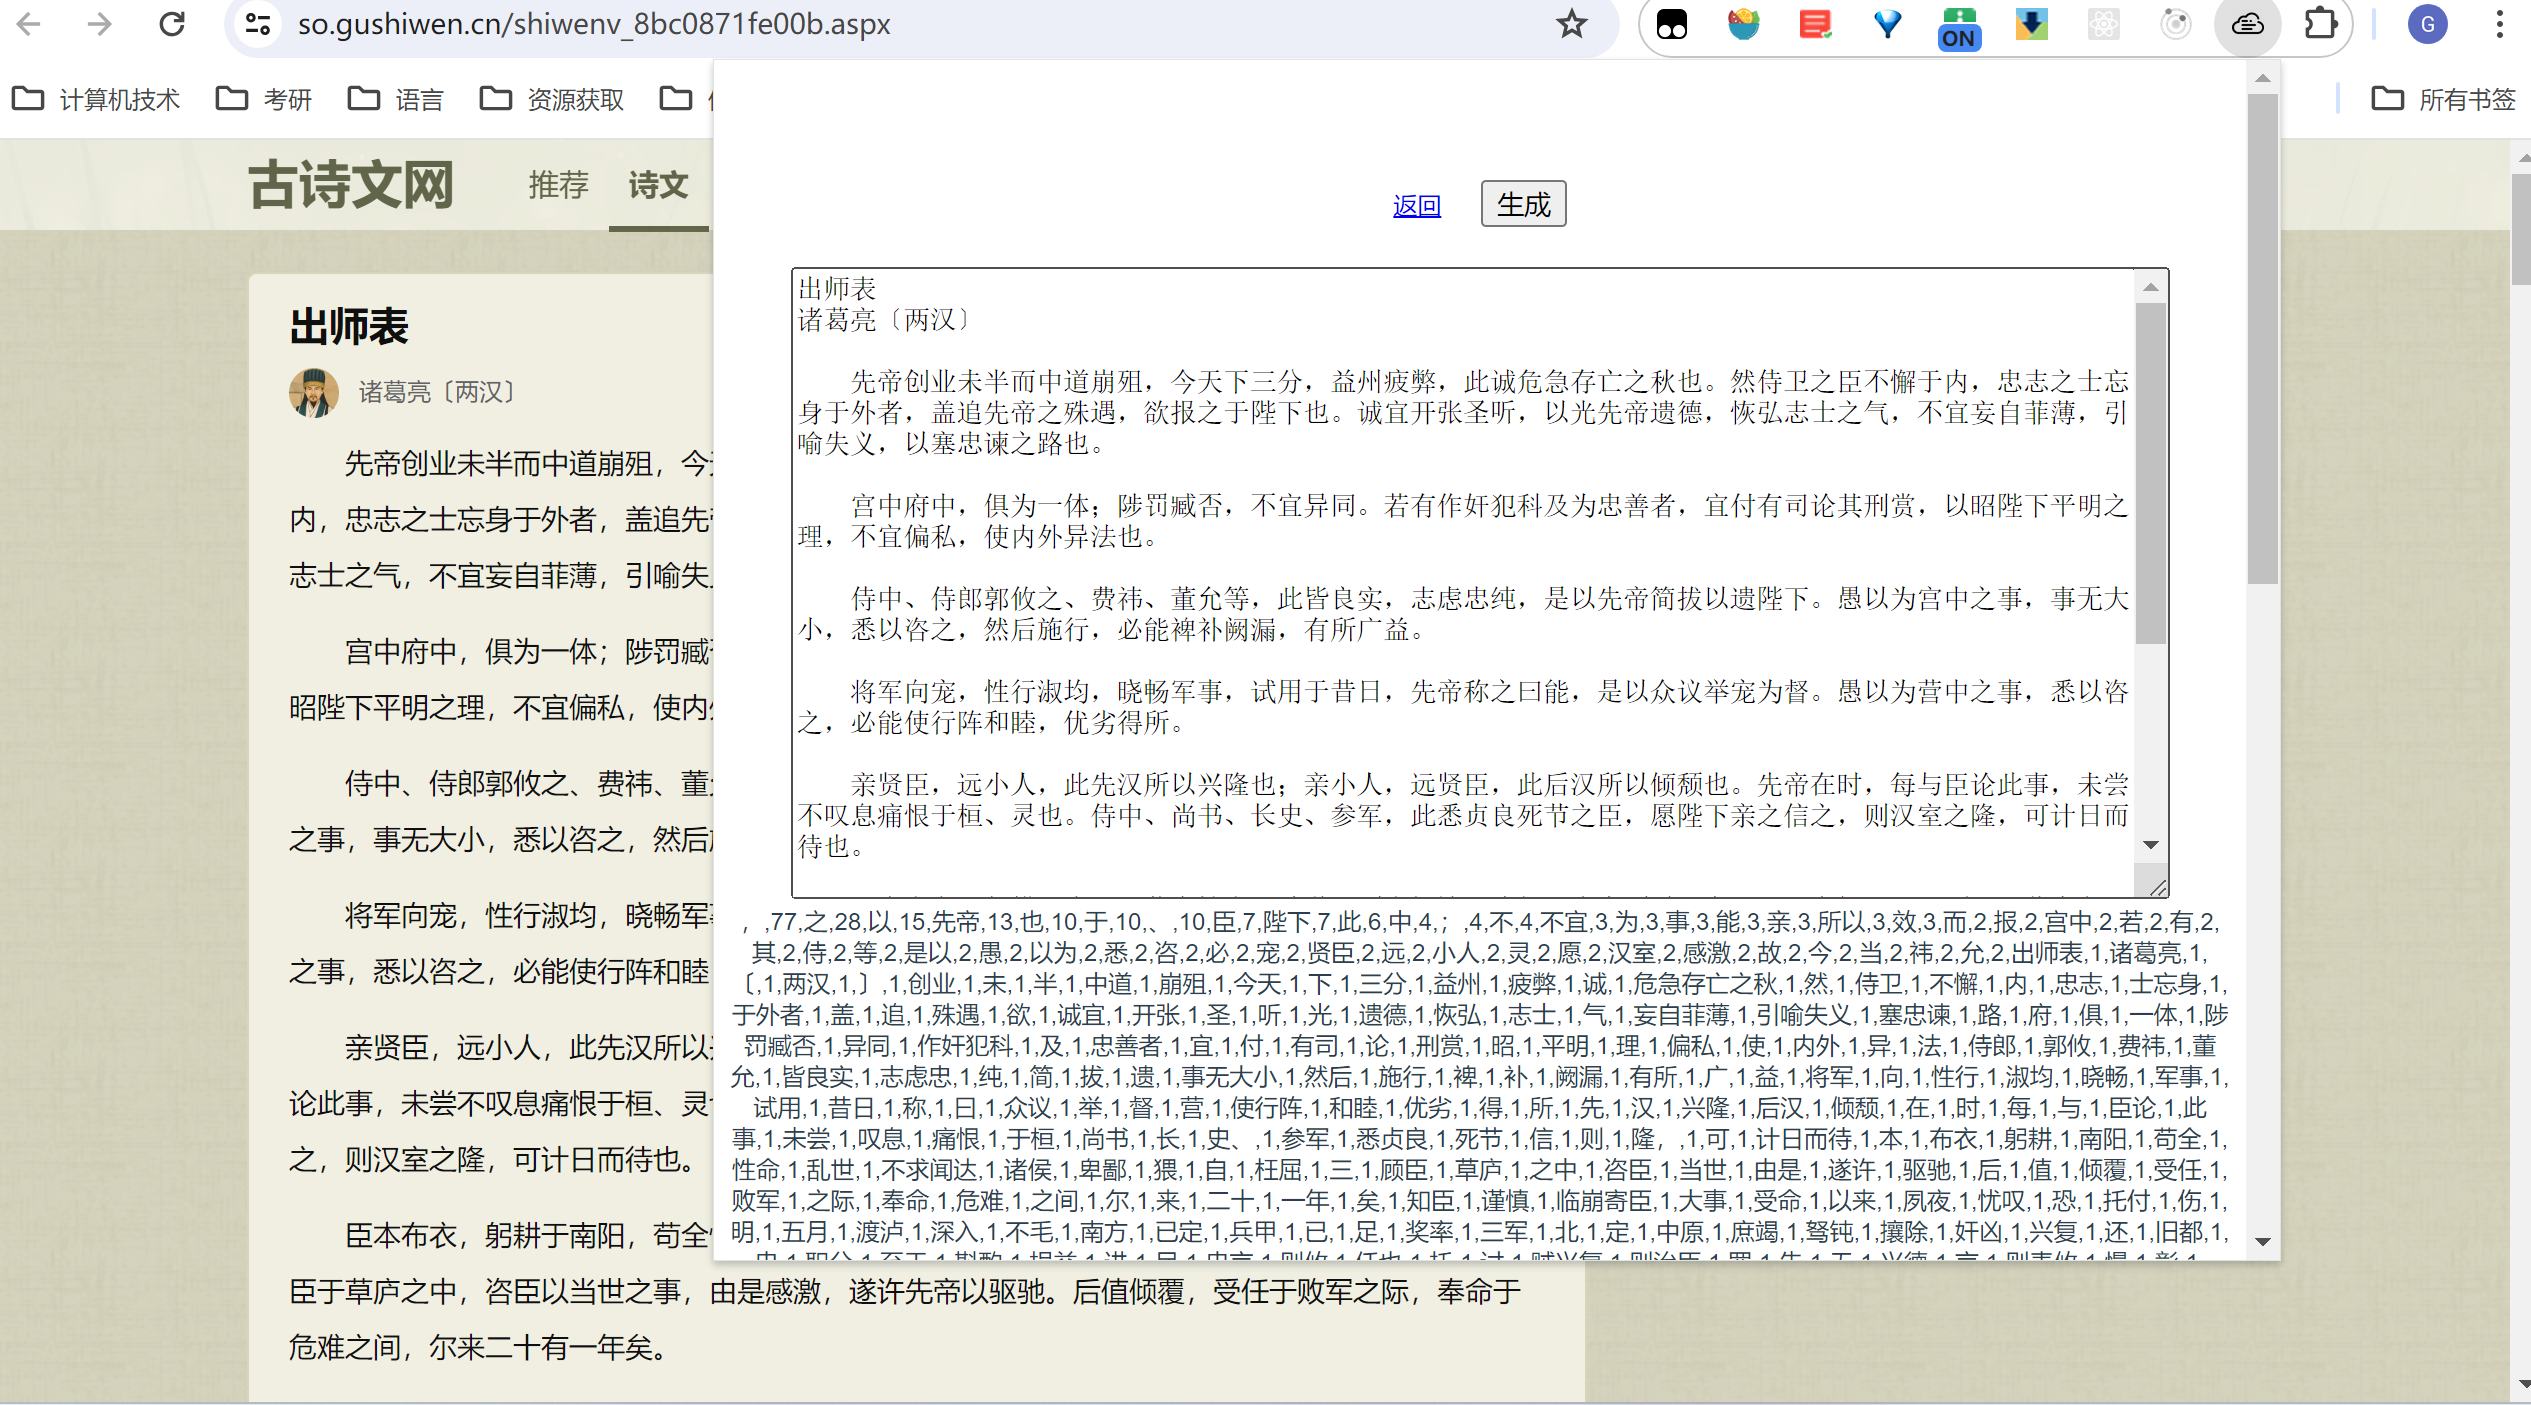 so.gushiwen.cn/shiwenv_8bc0871fe00b.aspx
ON
G
计算机技术
考研
语言
资源获取
所有书签
古诗文网
推荐
诗文
出师表
诸葛亮〔两汉〕
先帝创业未半而中道崩殂，今
内，忠志之士忘身于外者，盖追先
志士之气，不宜妄自菲薄，引喻失
宫中府中，俱为一体；陟罚臧
昭陛下平明之理，不宜偏私，使内
侍中、侍郎郭攸之、费祎、董
之事，事无大小，悉以咨之，然后
将军向宠，性行淑均，晓畅军
之事，悉以咨之，必能使行阵和睦
亲贤臣，远小人，此先汉所以
论此事，未尝不叹息痛恨于桓、灵
之，则汉室之隆，可计日而待也。
臣本布衣，躬耕于南阳，苟全
臣于草庐之中，咨臣以当世之事，由是感激，遂许先帝以驱驰。后值倾覆，受任于败军之际，奉命于
危难之间，尔来二十有一年矣。
返回
生成
出师表
诸葛亮〔两汉〕
先帝创业未半而中道崩殂，今天下三分，益州疲弊，此诚危急存亡之秋也。然侍卫之臣不懈于内，忠志之士忘
身于外者，盖追先帝之殊遇，欲报之于陛下也。诚宜开张圣听，以光先帝遗德，恢弘志士之气，不宜妄自菲薄，引
喻失义，以塞忠谏之路也。
宫中府中，俱为一体；陟罚臧否，不宜异同。若有作奸犯科及为忠善者，宜付有司论其刑赏，以昭陛下平明之
理，不宜偏私，使内外异法也。
侍中、侍郎郭攸之、费祎、董允等，此皆良实，志虑忠纯，是以先帝简拔以遗陛下。愚以为宫中之事，事无大
小，悉以咨之，然后施行，必能裨补阙漏，有所广益。
将军向宠，性行淑均，晓畅军事，试用于昔日，先帝称之曰能，是以众议举宠为督。愚以为营中之事，悉以咨
之，必能使行阵和睦，优劣得所。
亲贤臣，远小人，此先汉所以兴隆也；亲小人，远贤臣，此后汉所以倾颓也。先帝在时，每与臣论此事，未尝
不叹息痛恨于桓、灵也。侍中、尚书、长史、参军，此悉贞良死节之臣，愿陛下亲之信之，则汉室之隆，可计日而
待也。
，,77,之,28,以,15,先帝,13,也,10,于,10,、,10,臣,7,陛下,7,此,6,中,4,；,4,不,4,不宜,3,为,3,事,3,能,3,亲,3,所以,3,效,3,而,2,报,2,宫中,2,若,2,有,2,
其,2,侍,2,等,2,是以,2,愚,2,以为,2,悉,2,咨,2,必,2,宠,2,贤臣,2,远,2,小人,2,灵,2,愿,2,汉室,2,感激,2,故,2,今,2,当,2,祎,2,允,2,出师表,1,诸葛亮,1,
〔,1,两汉,1,〕,1,创业,1,未,1,半,1,中道,1,崩殂,1,今天,1,下,1,三分,1,益州,1,疲弊,1,诚,1,危急存亡之秋,1,然,1,侍卫,1,不懈,1,内,1,忠志,1,士忘身,1,
于外者,1,盖,1,追,1,殊遇,1,欲,1,诚宜,1,开张,1,圣,1,听,1,光,1,遗德,1,恢弘,1,志士,1,气,1,妄自菲薄,1,引喻失义,1,塞忠谏,1,路,1,府,1,俱,1,一体,1,陟
罚臧否,1,异同,1,作奸犯科,1,及,1,忠善者,1,宜,1,付,1,有司,1,论,1,刑赏,1,昭,1,平明,1,理,1,偏私,1,使,1,内外,1,异,1,法,1,侍郎,1,郭攸,1,费祎,1,董
允,1,皆良实,1,志虑忠,1,纯,1,简,1,拔,1,遗,1,事无大小,1,然后,1,施行,1,裨,1,补,1,阙漏,1,有所,1,广,1,益,1,将军,1,向,1,性行,1,淑均,1,晓畅,1,军事,1,
试用,1,昔日,1,称,1,曰,1,众议,1,举,1,督,1,营,1,使行阵,1,和睦,1,优劣,1,得,1,所,1,先,1,汉,1,兴隆,1,后汉,1,倾颓,1,在,1,时,1,每,1,与,1,臣论,1,此
事,1,未尝,1,叹息,1,痛恨,1,于桓,1,尚书,1,长,1,史、,1,参军,1,悉贞良,1,死节,1,信,1,则,1,隆，,1,可,1,计日而待,1,本,1,布衣,1,躬耕,1,南阳,1,苟全,1,
性命,1,乱世,1,不求闻达,1,诸侯,1,卑鄙,1,猥,1,自,1,枉屈,1,三,1,顾臣,1,草庐,1,之中,1,咨臣,1,当世,1,由是,1,遂许,1,驱驰,1,后,1,值,1,倾覆,1,受任,1,
败军,1,之际,1,奉命,1,危难,1,之间,1,尔,1,来,1,二十,1,一年,1,矣,1,知臣,1,谨慎,1,临崩寄臣,1,大事,1,受命,1,以来,1,夙夜,1,忧叹,1,恐,1,托付,1,伤,1,
明,1,五月,1,渡泸,1,深入,1,不毛,1,南方,1,已定,1,兵甲,1,已,1,足,1,奖率,1,三军,1,北,1,定,1,中原,1,庶竭,1,驽钝,1,攘除,1,奸凶,1,兴复,1,还,1,旧都,1,